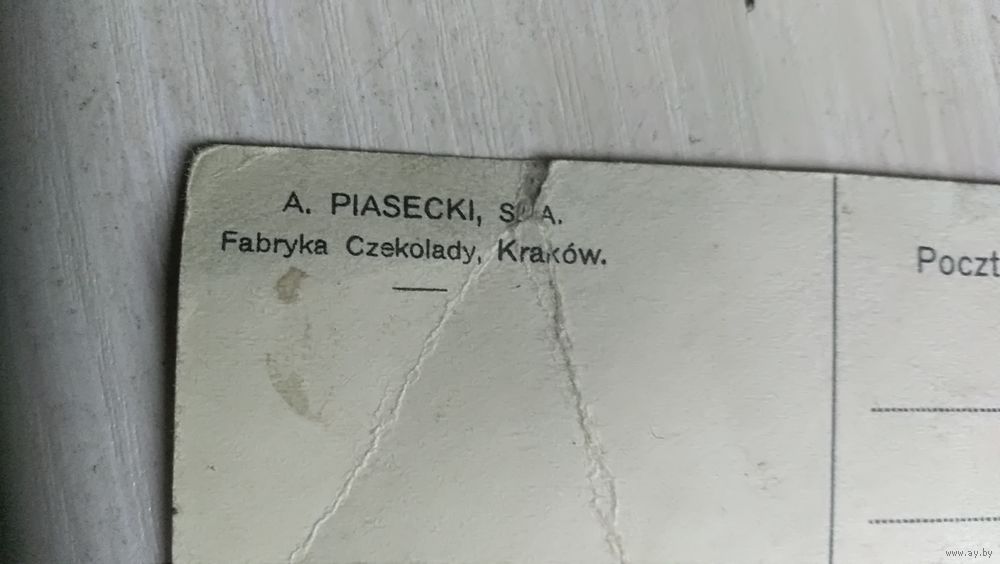 A. PIASECKI, S. A.
Fabryka Czekolady, Kraków.
Poczt
www.ay.by